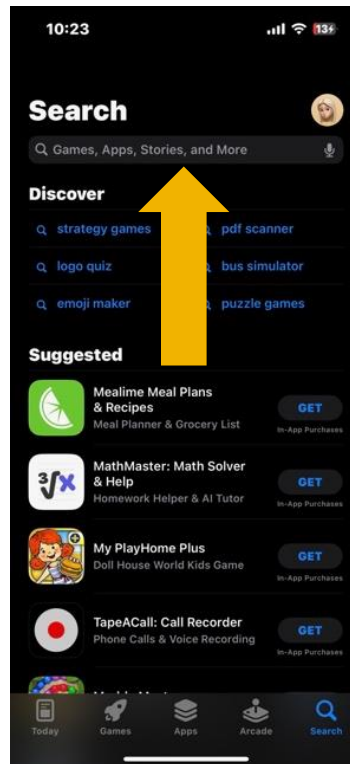 10:23
13
Search
Games, Apps, Stories, and More
Discover
strategy games
pdf scanner
logo quiz
bus simulator
emoji maker
puzzle games
Suggested
Mealime Meal Plans
& Recipes
Meal Planner & Grocery List
GET
In-App Purchases
MathMaster: Math Solver
& Help
Homework Helper & AI Tutor
GET
In-App Purchases
My PlayHome Plus
Doll House World Kids Game
GET
In-App Purchases
TapeACall: Call Recorder
Phone Calls & Voice Recording
GET
In-App Purchases
Today
Games
Apps
Arcade
Search